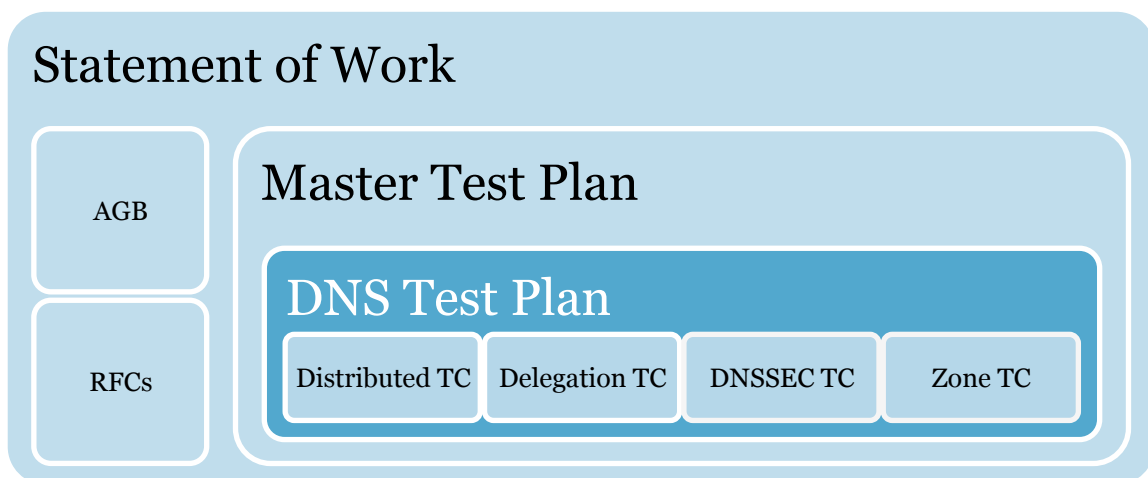 Statement of Work
AGB
RFCs
Master Test Plan
DNS Test Plan
Distributed TC
Delegation TC
DNSSEC TC
Zone TC